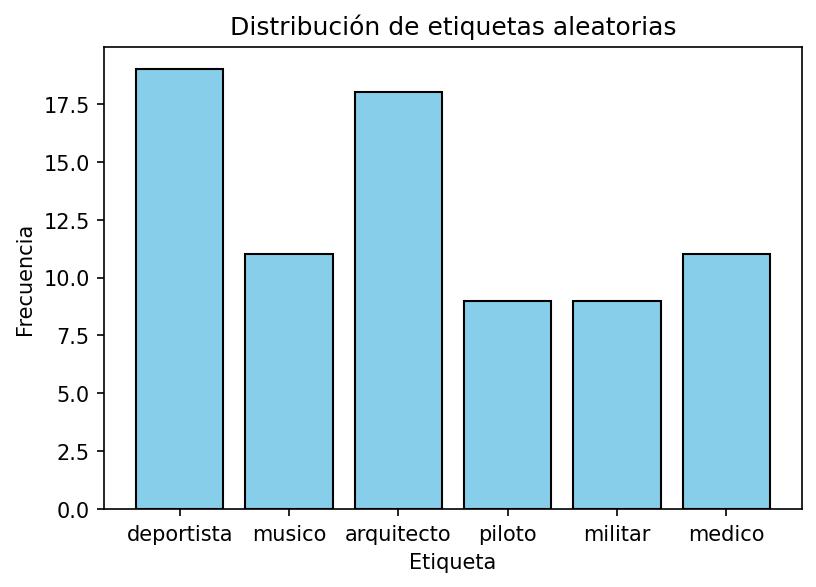 Distribución de etiquetas aleatorias
Frecuencia
17.5
15.0
12.5
10.0
7.5
5.0
2.5
0.0
deportista musico arquitecto piloto militar medico
Etiqueta